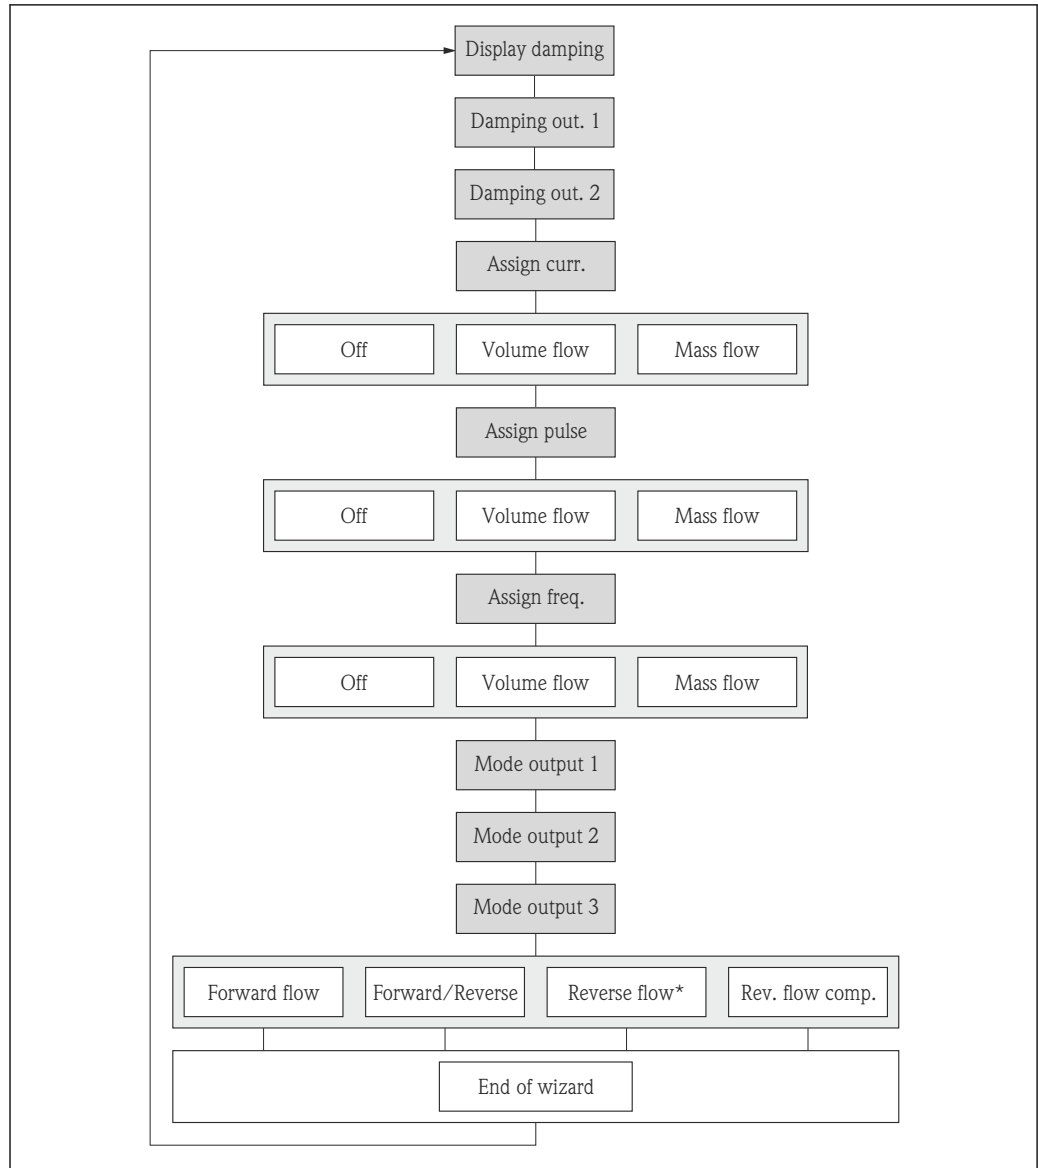 Display damping
Damping out. 1
Damping out. 2
Assign curr.
Off Volume flow Mass flow
Assign pulse
Off Volume flow Mass flow
Assign freq.
Off Volume flow Mass flow
Mode output 1
Mode output 2
Mode output 3
Forward flow Forward/Reverse Reverse flow* Rev. flow comp.
End of wizard